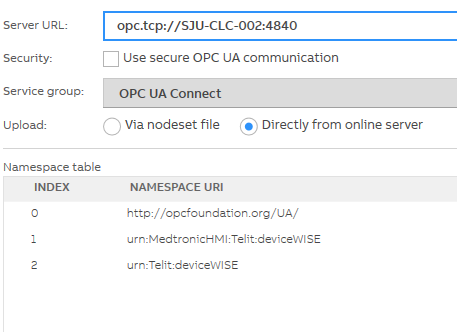 Server URL: opc.tcp://SJU-CLC-002:4840
Security: Use secure OPC UA communication
Service group: OPC UA Connect
Upload: Via nodeset file Directly from online server
Namespace table
INDEX NAMESPACE URI
0 http://opcfoundation.org/UA/
1 urn:MedtronicHMI:Telit:deviceWISE
2 urn:Telit:deviceWISE